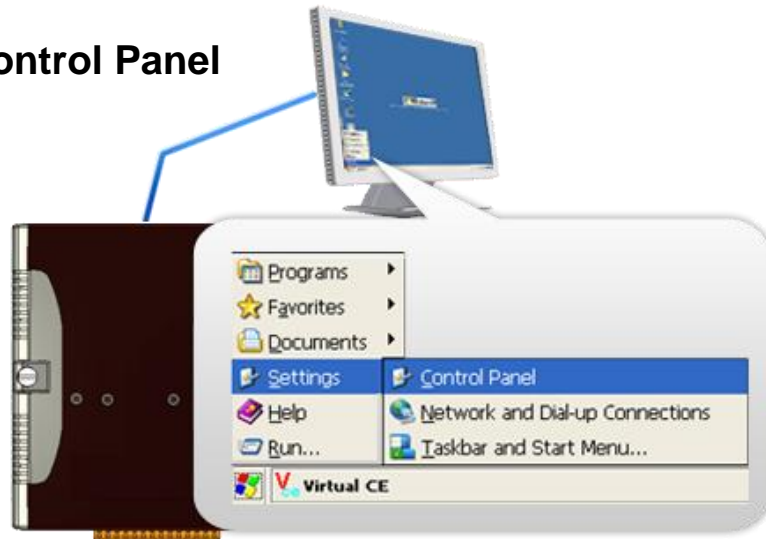 ontrol Panel
Programs
Favorites
Documents
Settings
Control Panel
Help
Network and Dial-up Connections
Run...
Taskbar and Start Menu...
Virtual CE